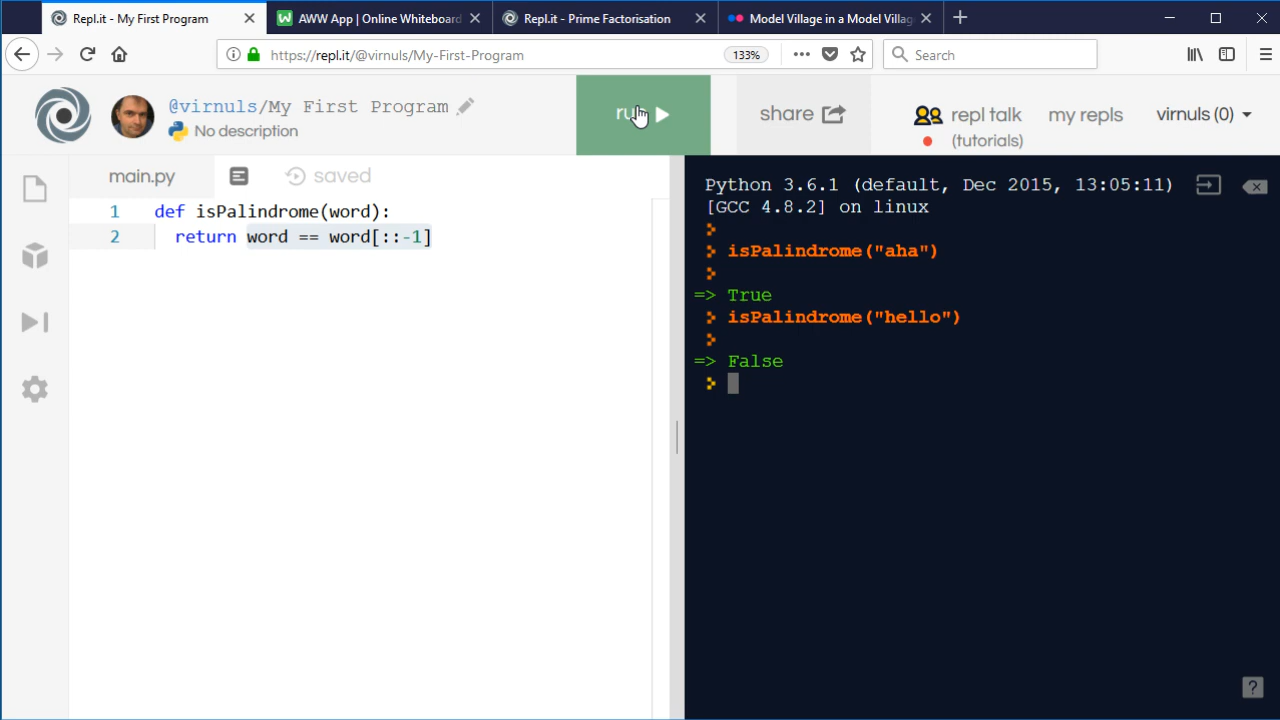 Repl.it - My First Program
AWW App | Online Whiteboard
Repl.it - Prime Factorisation
Model Village in a Model Villag
https://repl.it/@virnuls/My-First-Program
133%
Search
@virnuls/My First Program
No description
run
share
repl talk
(tutorials)
my repls
virnuls (0)
main.py
saved
1 def isPalindrome(word):
2 return word == word[::-1]
Python 3.6.1 (default, Dec 2015, 13:05:11)
[GCC 4.8.2] on linux
isPalindrome("aha")
=> True
isPalindrome("hello")
=> False
?